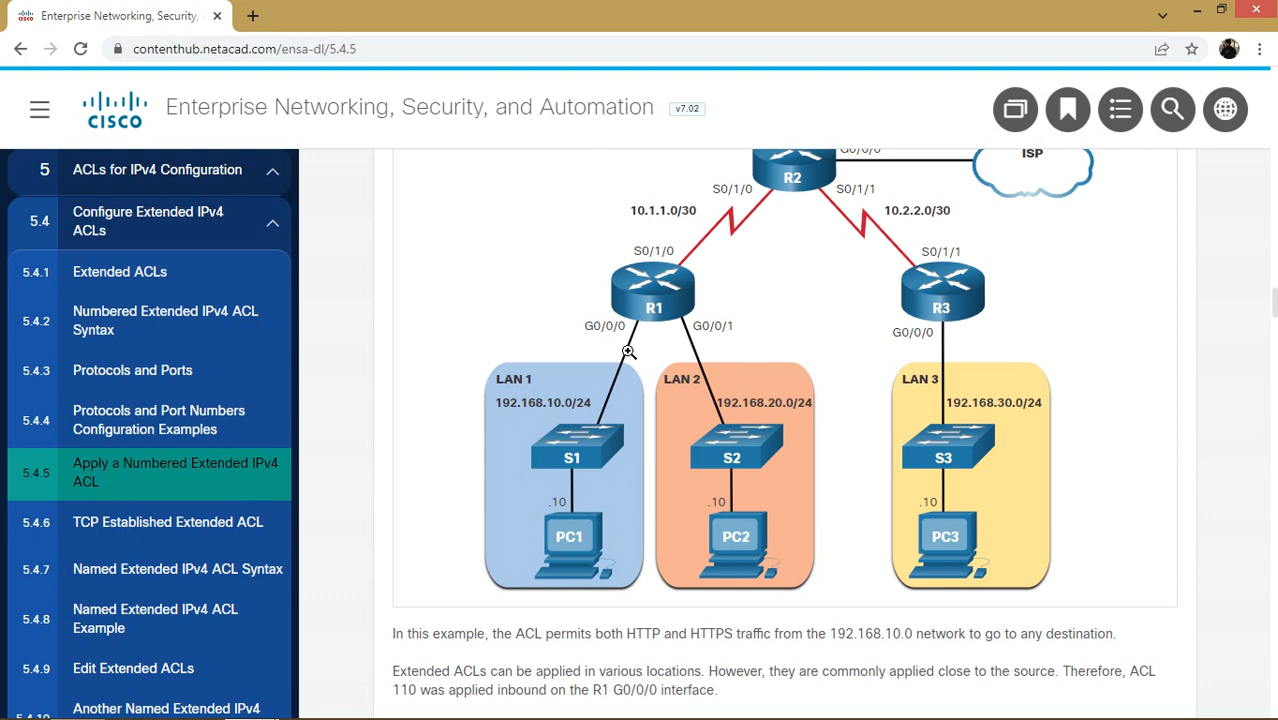 Enterprise Networking, Security,
contenthub.netacad.com/ensa-dl/5.4.5
CISCO
Enterprise Networking, Security, and Automation
v7.02
5 ACLs for IPv4 Configuration
5.4 Configure Extended IPv4
ACLs
5.4.1 Extended ACLs
5.4.2 Numbered Extended IPv4 ACL
Syntax
5.4.3 Protocols and Ports
5.4.4 Protocols and Port Numbers
Configuration Examples
5.4.5 Apply a Numbered Extended IPv4
ACL
5.4.6 TCP Established Extended ACL
5.4.7 Named Extended IPv4 ACL Syntax
5.4.8 Named Extended IPv4 ACL
Example
5.4.9 Edit Extended ACLs
5.4.10 Another Named Extended IPv4
G0/0/0
ISP
R2
S0/1/0
S0/1/1
10.1.1.0/30
10.2.2.0/30
S0/1/0
S0/1/1
R1
R3
G0/0/0
G0/0/1
G0/0/0
LAN 1
LAN 2
LAN 3
192.168.10.0/24
192.168.20.0/24
192.168.30.0/24
S1
S2
S3
.10
.10
.10
PC1
PC2
PC3
In this example, the ACL permits both HTTP and HTTPS traffic from the 192.168.10.0 network to go to any destination.
Extended ACLs can be applied in various locations. However, they are commonly applied close to the source. Therefore, ACL
110 was applied inbound on the R1 G0/0/0 interface.